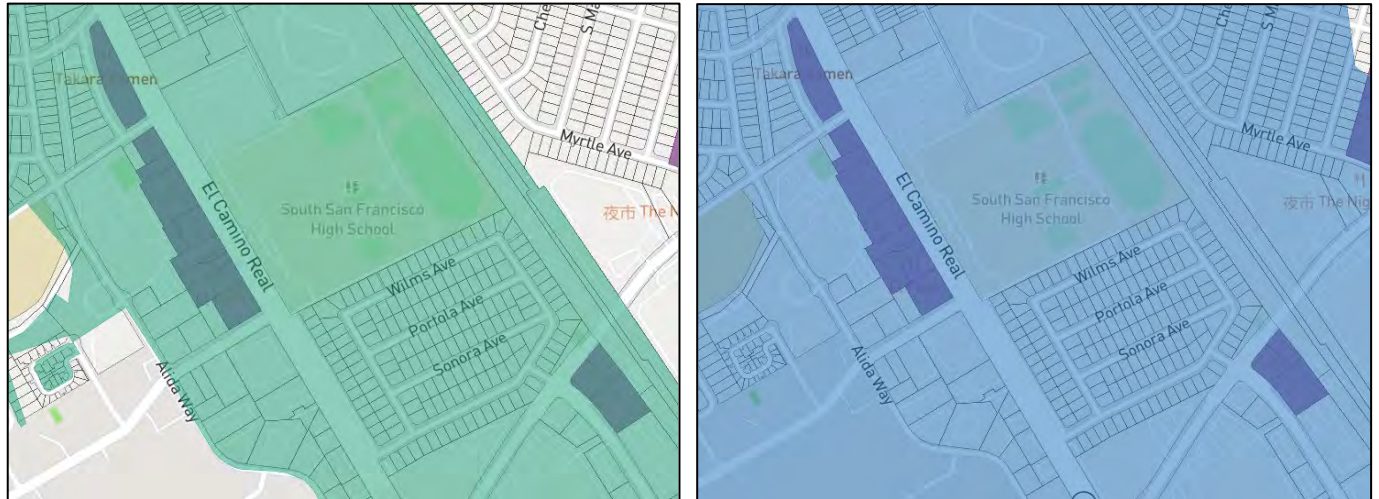 Takara Ramen
El Camino Real
South San Francisco
High School
Myrtle Ave
夜市 The N
Wilms Ave
Portola Ave
Sonora Ave
Alida Way
Takara Ramen
El Camino Real
South San Francisco
High School
Myrtle Ave
夜市 The Nig
Wilms Ave
Portola Ave
Sonora Ave
Alida Way